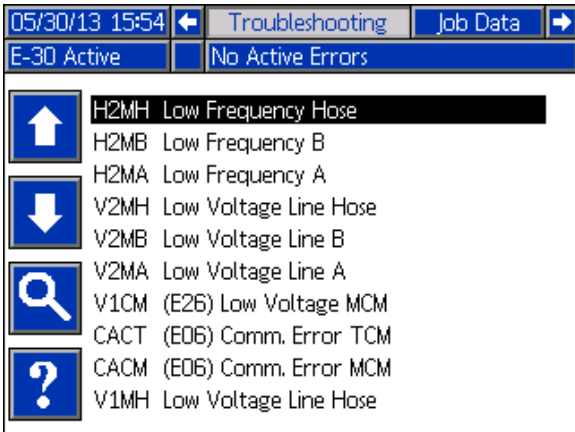 05/30/13 15:54 Troubleshooting Job Data
E-30 Active No Active Errors
H2MH Low Frequency Hose
H2MB Low Frequency B
H2MA Low Frequency A
V2MH Low Voltage Line Hose
V2MB Low Voltage Line B
V2MA Low Voltage Line A
V1CM (E26) Low Voltage MCM
CACT (E06) Comm. Error TCM
CACM (E06) Comm. Error MCM
? V1MH Low Voltage Line Hose